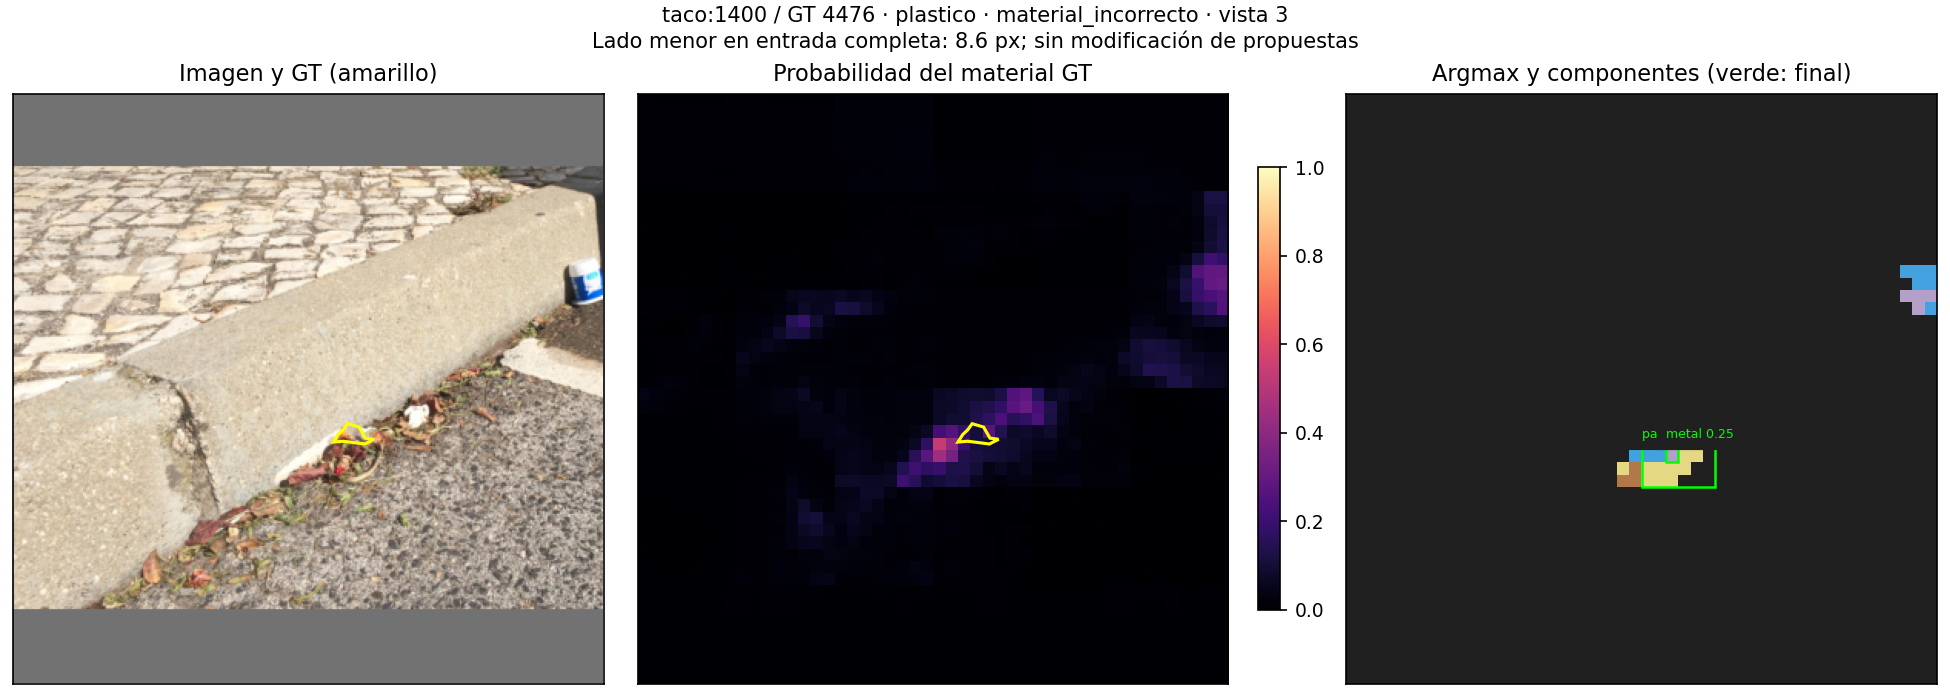 taco:1400 / GT 4476 · plastico · material_incorrecto · vista 3
Lado menor en entrada completa: 8.6 px; sin modificación de propuestas
Imagen y GT (amarillo)
Probabilidad del material GT
Argmax y componentes (verde: final)
1.0
0.8
0.6
0.4
0.2
0.0
pa metal 0.25